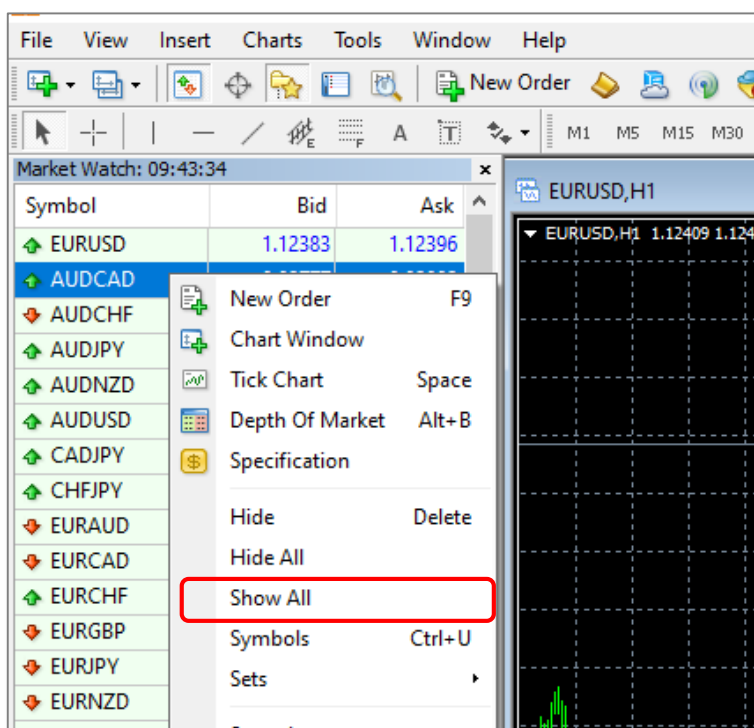 File View Insert Charts Tools Window Help
New Order
A T M1 M5 M15 M30
E F
Market Watch: 09:43:34
EURUSD,H1
Symbol Bid Ask
EURUSD,H1 1.12409 1.124
EURUSD 1.12383 1.12396
AUDCAD
New Order F9
AUDCHF
Chart Window
AUDJPY
Tick Chart Space
AUDNZD
AUDUSD
Depth Of Market Alt+B
CADJPY
Specification
CHFJPY
Hide Delete
EURAUD
Hide All
EURCAD
EURCHF
Show All
EURGBP
Symbols Ctrl+U
EURJPY
Sets
EURNZD